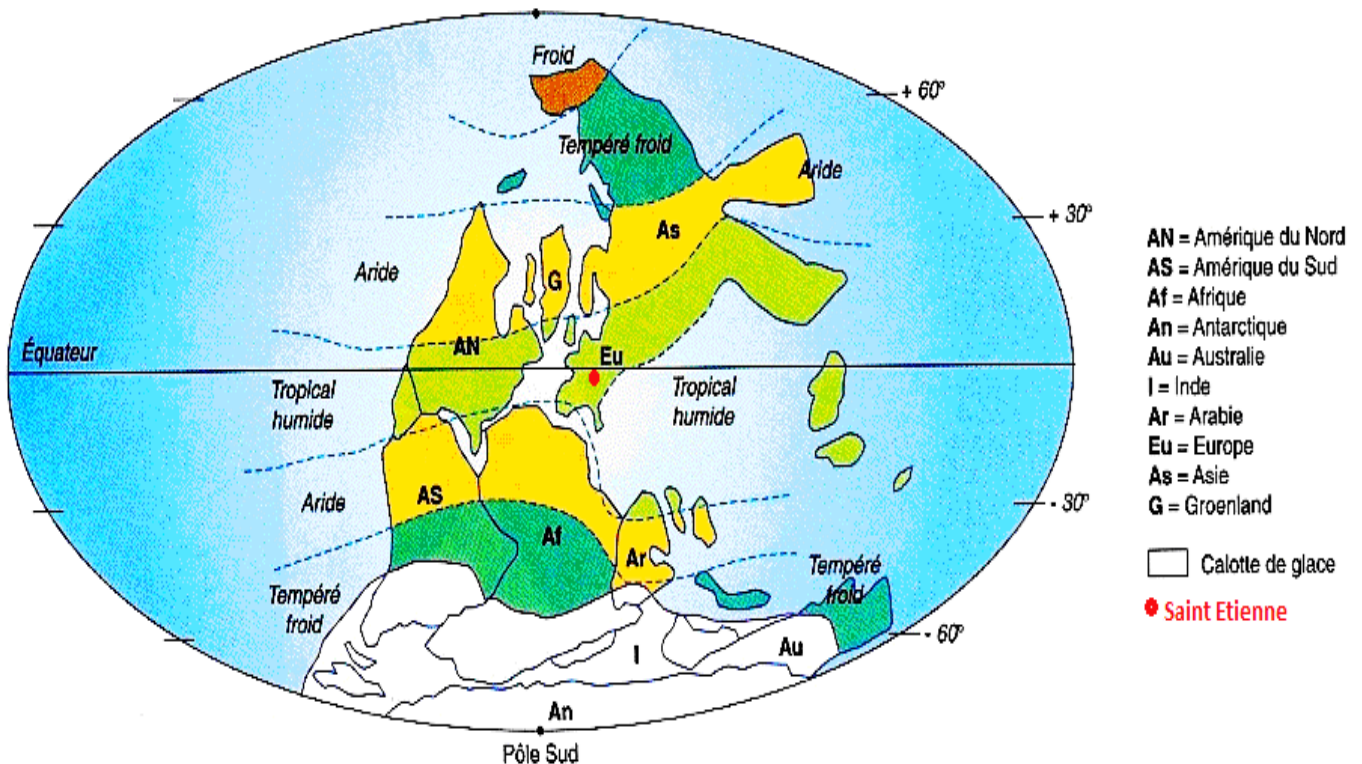 Froid
+ 60°
Tempéré froid
Aride
+ 30°
As
Aride
G
AN
Eu
Équateur
Tropical
humide
Tropical
humide
Aride
AS
- 30°
Af
Ar
Tempéré
froid
Tempéré
froid
- 60°
I
Au
An
Pôle Sud
AN = Amérique du Nord
AS = Amérique du Sud
Af = Afrique
An = Antarctique
Au = Australie
I = Inde
Ar = Arabie
Eu = Europe
As = Asie
G = Groenland
Calotte de glace
Saint Etienne